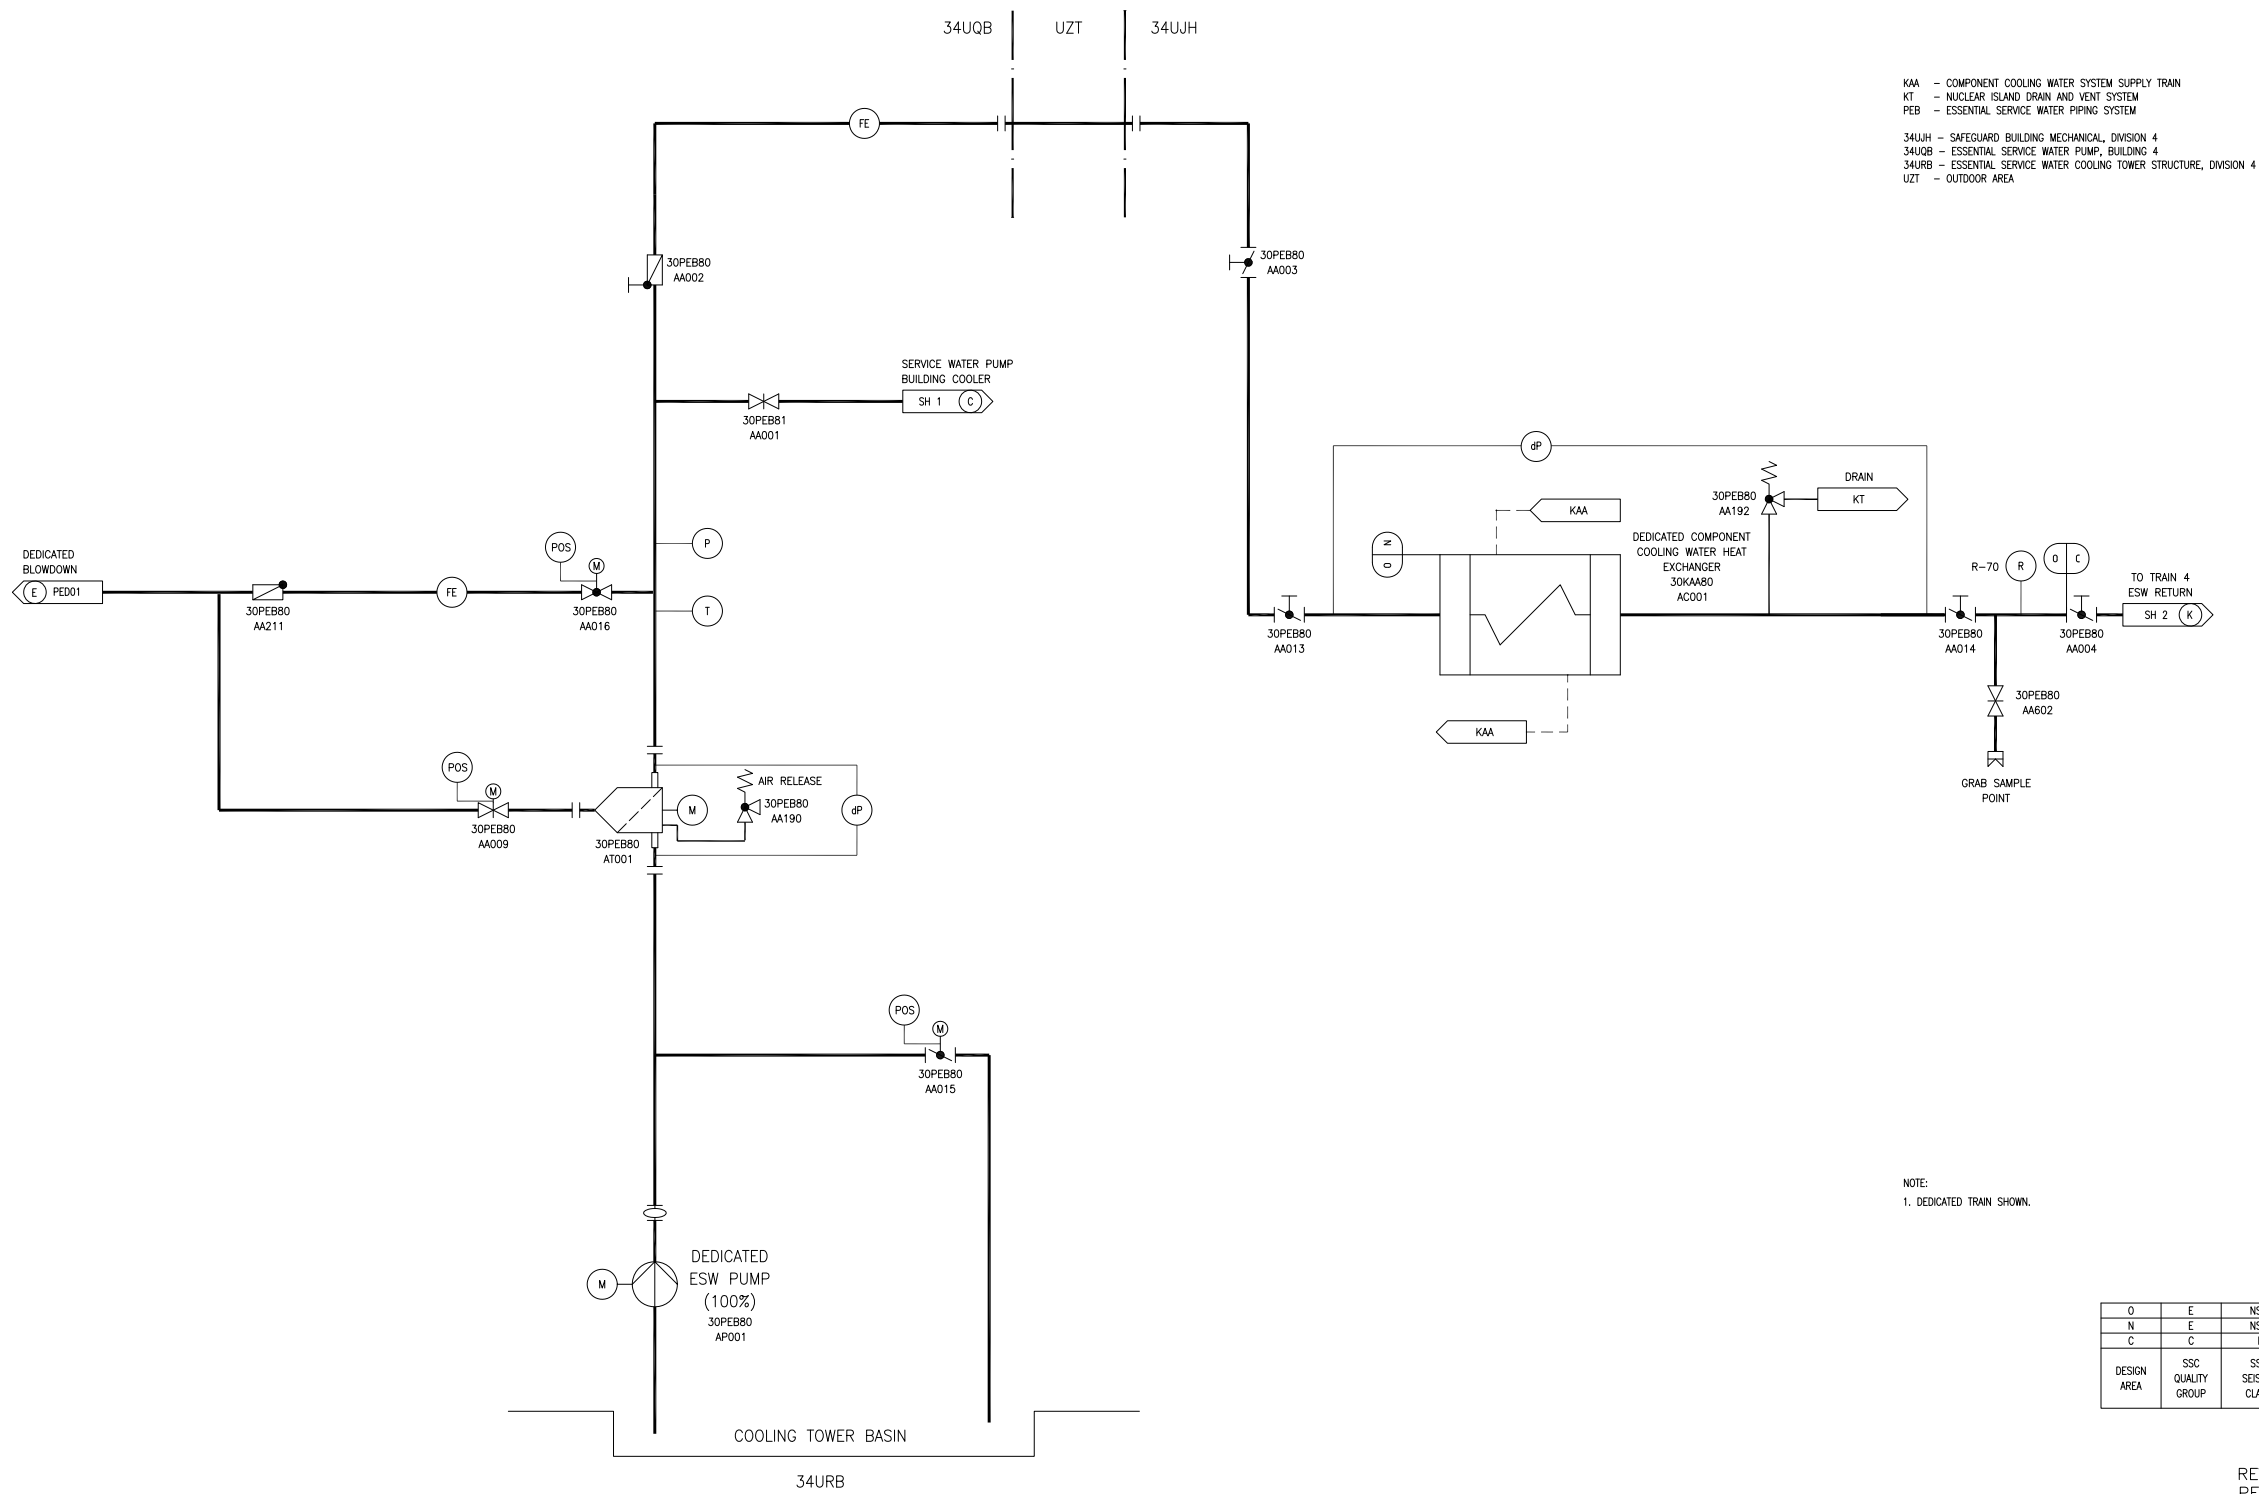 34UQB
UZT
34UJH
KAA – COMPONENT COOLING WATER SYSTEM SUPPLY TRAIN
KT – NUCLEAR ISLAND DRAIN AND VENT SYSTEM
PEB – ESSENTIAL SERVICE WATER PIPING SYSTEM
34UJH – SAFEGUARD BUILDING MECHANICAL, DIVISION 4
34UQB – ESSENTIAL SERVICE WATER PUMP, BUILDING 4
34URB – ESSENTIAL SERVICE WATER COOLING TOWER STRUCTURE, DIVISION 4
UZT – OUTDOOR AREA
FE
30PEB80
AA002
30PEB80
AA003
SERVICE WATER PUMP
BUILDING COOLER
SH 1 C
30PEB81
AA001
dP
DRAIN
KT
30PEB80
AA192
KAA
DEDICATED COMPONENT
COOLING WATER HEAT
EXCHANGER
30KAA80
AC001
N
O
P
POS
M
DEDICATED
BLOWDOWN
E PED01
30PEB80
AA211
FE
30PEB80
AA016
T
R-70
R
O C
TO TRAIN 4
ESW RETURN
SH 2 K
30PEB80
AA013
30PEB80
AA014
30PEB80
AA004
30PEB80
AA602
KAA
GRAB SAMPLE
POINT
POS
M
30PEB80
AA009
30PEB80
AT001
M
AIR RELEASE
30PEB80
AA190
dP
POS
M
30PEB80
AA015
NOTE:
1. DEDICATED TRAIN SHOWN.
M
DEDICATED
ESW PUMP
(100%)
30PEB80
AP001
O E
N E
C C
DESIGN
AREA
SSC
QUALITY
GROUP
COOLING TOWER BASIN
34URB